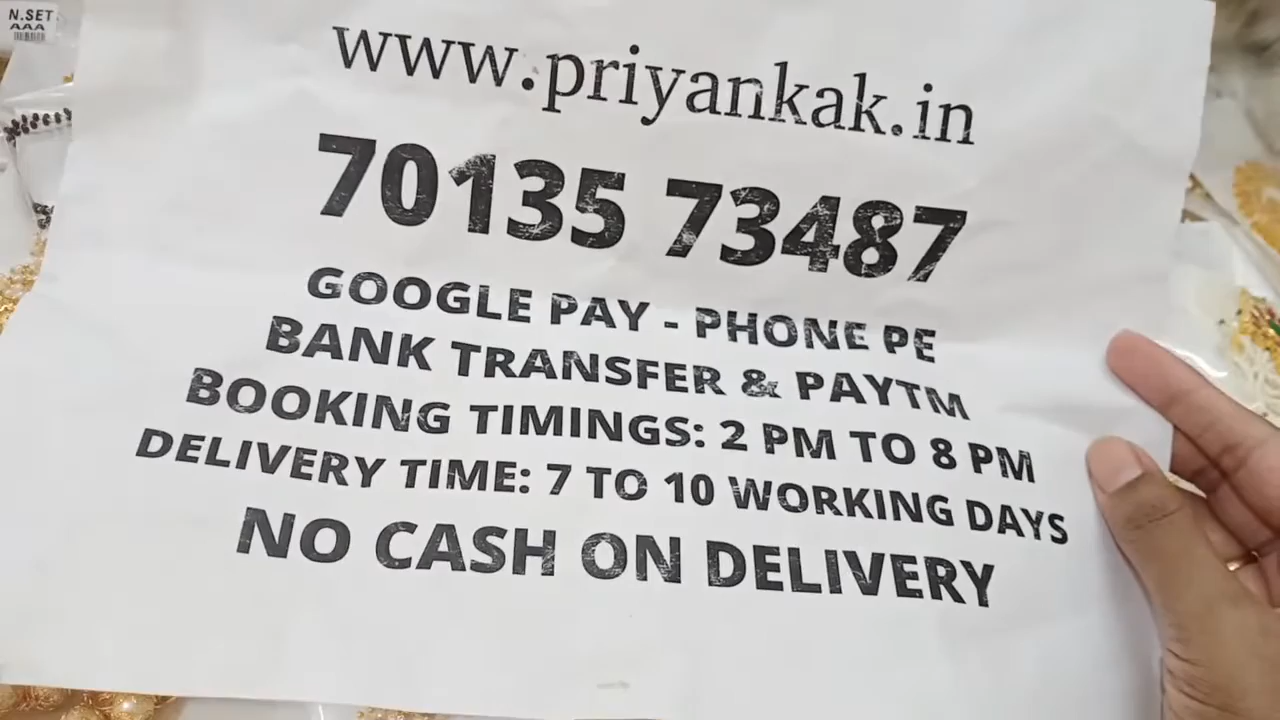 N.SET
AAA
www.priyankak.in
70135 73487
GOOGLE PAY - PHONE PE
BANK TRANSFER & PAYTM
BOOKING TIMINGS: 2 PM TO 8 PM
DELIVERY TIME: 7 TO 10 WORKING DAYS
NO CASH ON DELIVERY